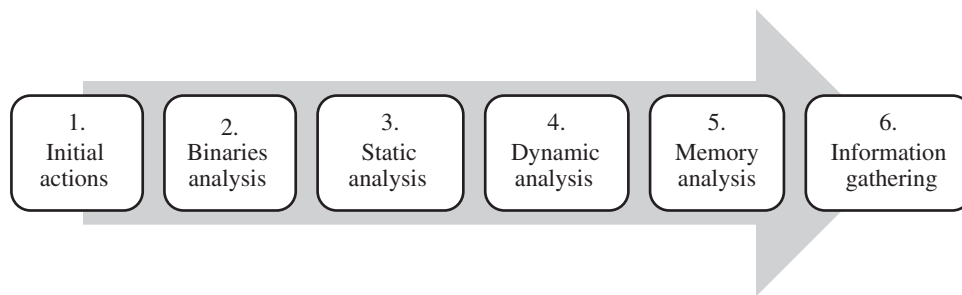 1.
Initial
actions
2.
Binaries
analysis
3.
Static
analysis
4.
Dynamic
analysis
5.
Memory
analysis
6.
Information
gathering